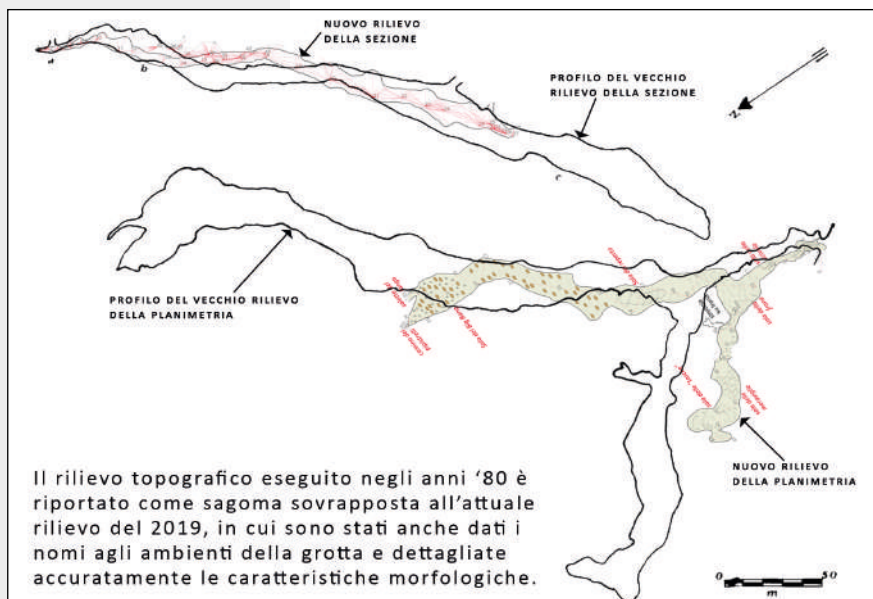 NUOVO RILIEVO
DELLA SEZIONE
PROFILO DEL VECCHIO
RILIEVO DELLA SEZIONE
N
a
b
c
PROFILO DEL VECCHIO RILIEVO
DELLA PLANIMETRIA
NUOVO RILIEVO
DELLA PLANIMETRIA
Il rilievo topografico eseguito negli anni ‘80 è
riportato come sagoma sovrapposta all’attuale
rilievo del 2019, in cui sono stati anche dati i
nomi agli ambienti della grotta e dettagliate
accuratamente le caratteristiche morfologiche.
0 50
m